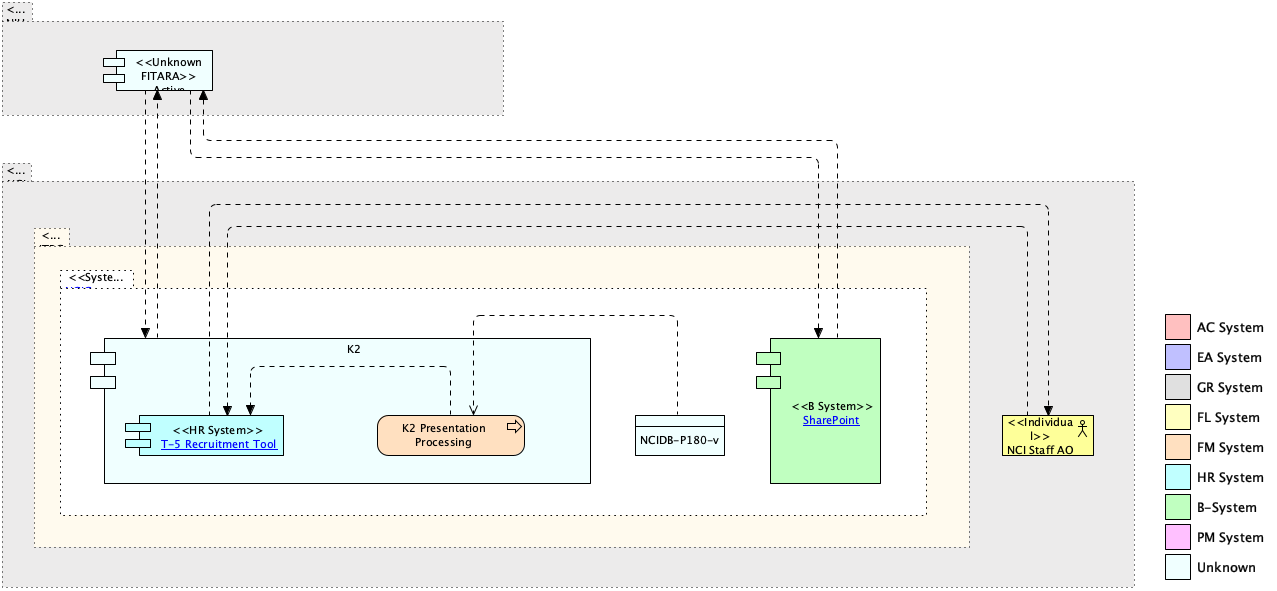 <...
<<Unknown
FITARA>>
Active
<...
<...
<<Syste...
K2
<<HR System>>
T-5 Recruitment Tool
K2 Presentation
Processing
NCIDB-P180-v
<<B System>>
SharePoint
<<Individua
l>>
NCI Staff AO
AC System
EA System
GR System
FL System
FM System
HR System
B-System
PM System
Unknown